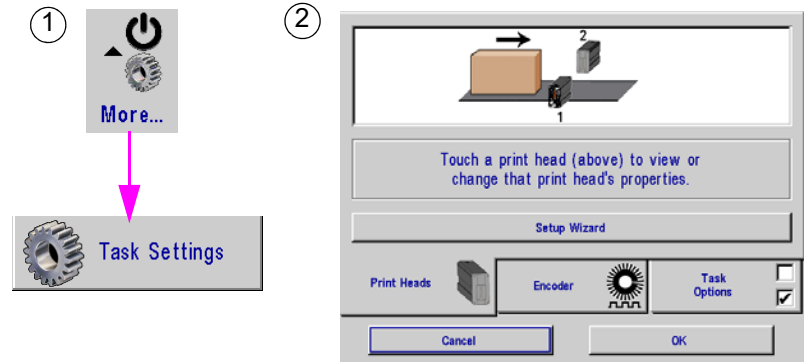 1
More...
Task Settings
2
2
1
Touch a print head (above) to view or
change that print head's properties.
Setup Wizard
Print Heads
Encoder
Task
Options
Cancel
OK